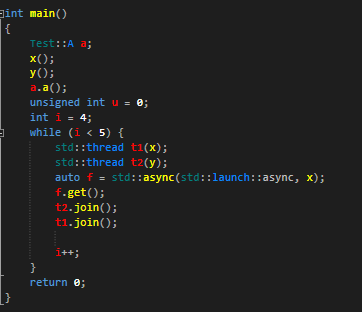 int main()
{
Test::A a;
x();
y();
a.a();
unsigned int u = 0;
int i = 4;
while (i < 5) {
std::thread t1(x);
std::thread t2(y);
auto f = std::async(std::launch::async, x);
f.get();
t2.join();
t1.join();
i++;
}
return 0;
}